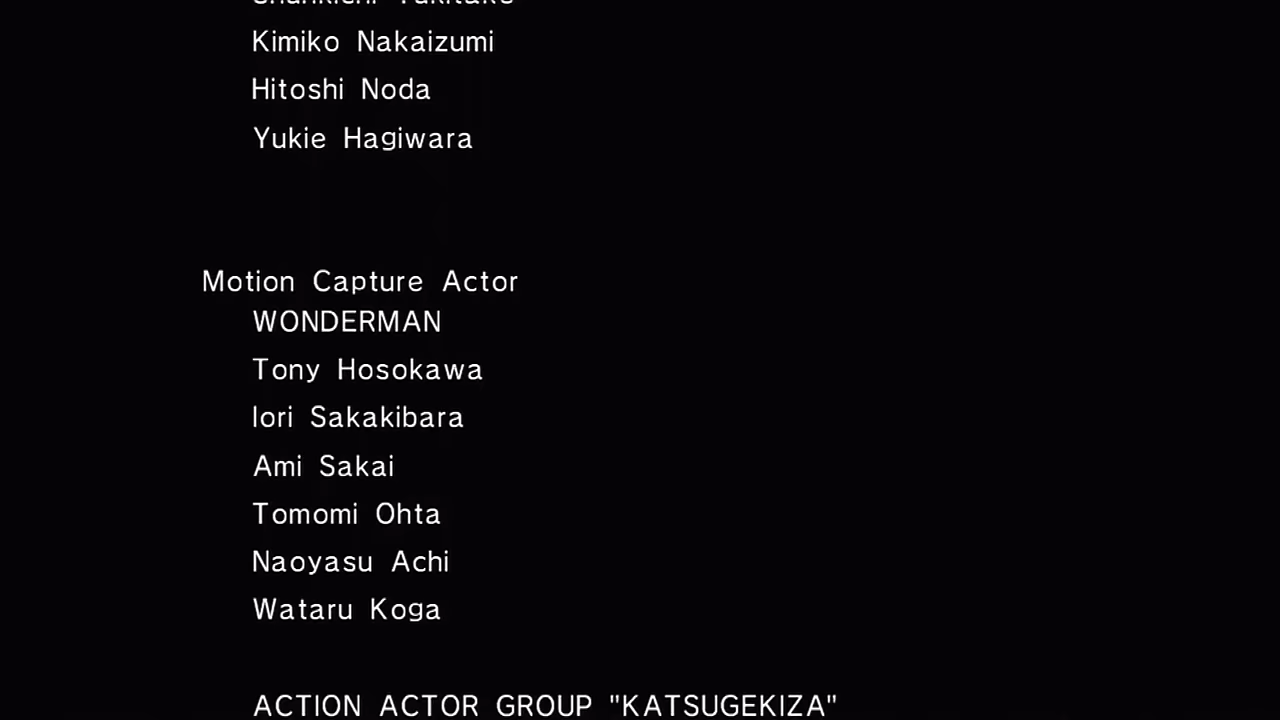 Kimiko Nakaizumi
Hitoshi Noda
Yukie Hagiwara
Motion Capture Actor
WONDERMAN
Tony Hosokawa
Iori Sakakibara
Ami Sakai
Tomomi Ohta
Naoyasu Achi
Wataru Koga
ACTION ACTOR GROUP "KATSUGEKIZA"